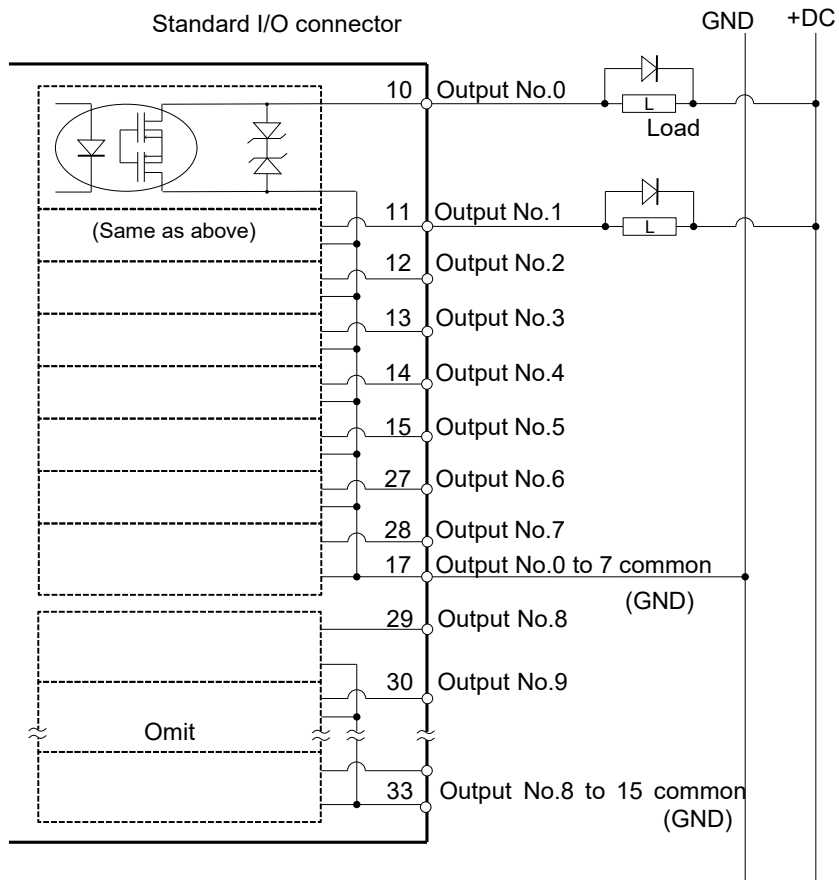 Standard I/O connector
GND
+DC
10 Output No.0
L
Load
11 Output No.1
(Same as above)
L
12 Output No.2
13 Output No.3
14 Output No.4
15 Output No.5
27 Output No.6
28 Output No.7
17 Output No.0 to 7 common
(GND)
29 Output No.8
30 Output No.9
Omit
33 Output No.8 to 15 common
(GND)